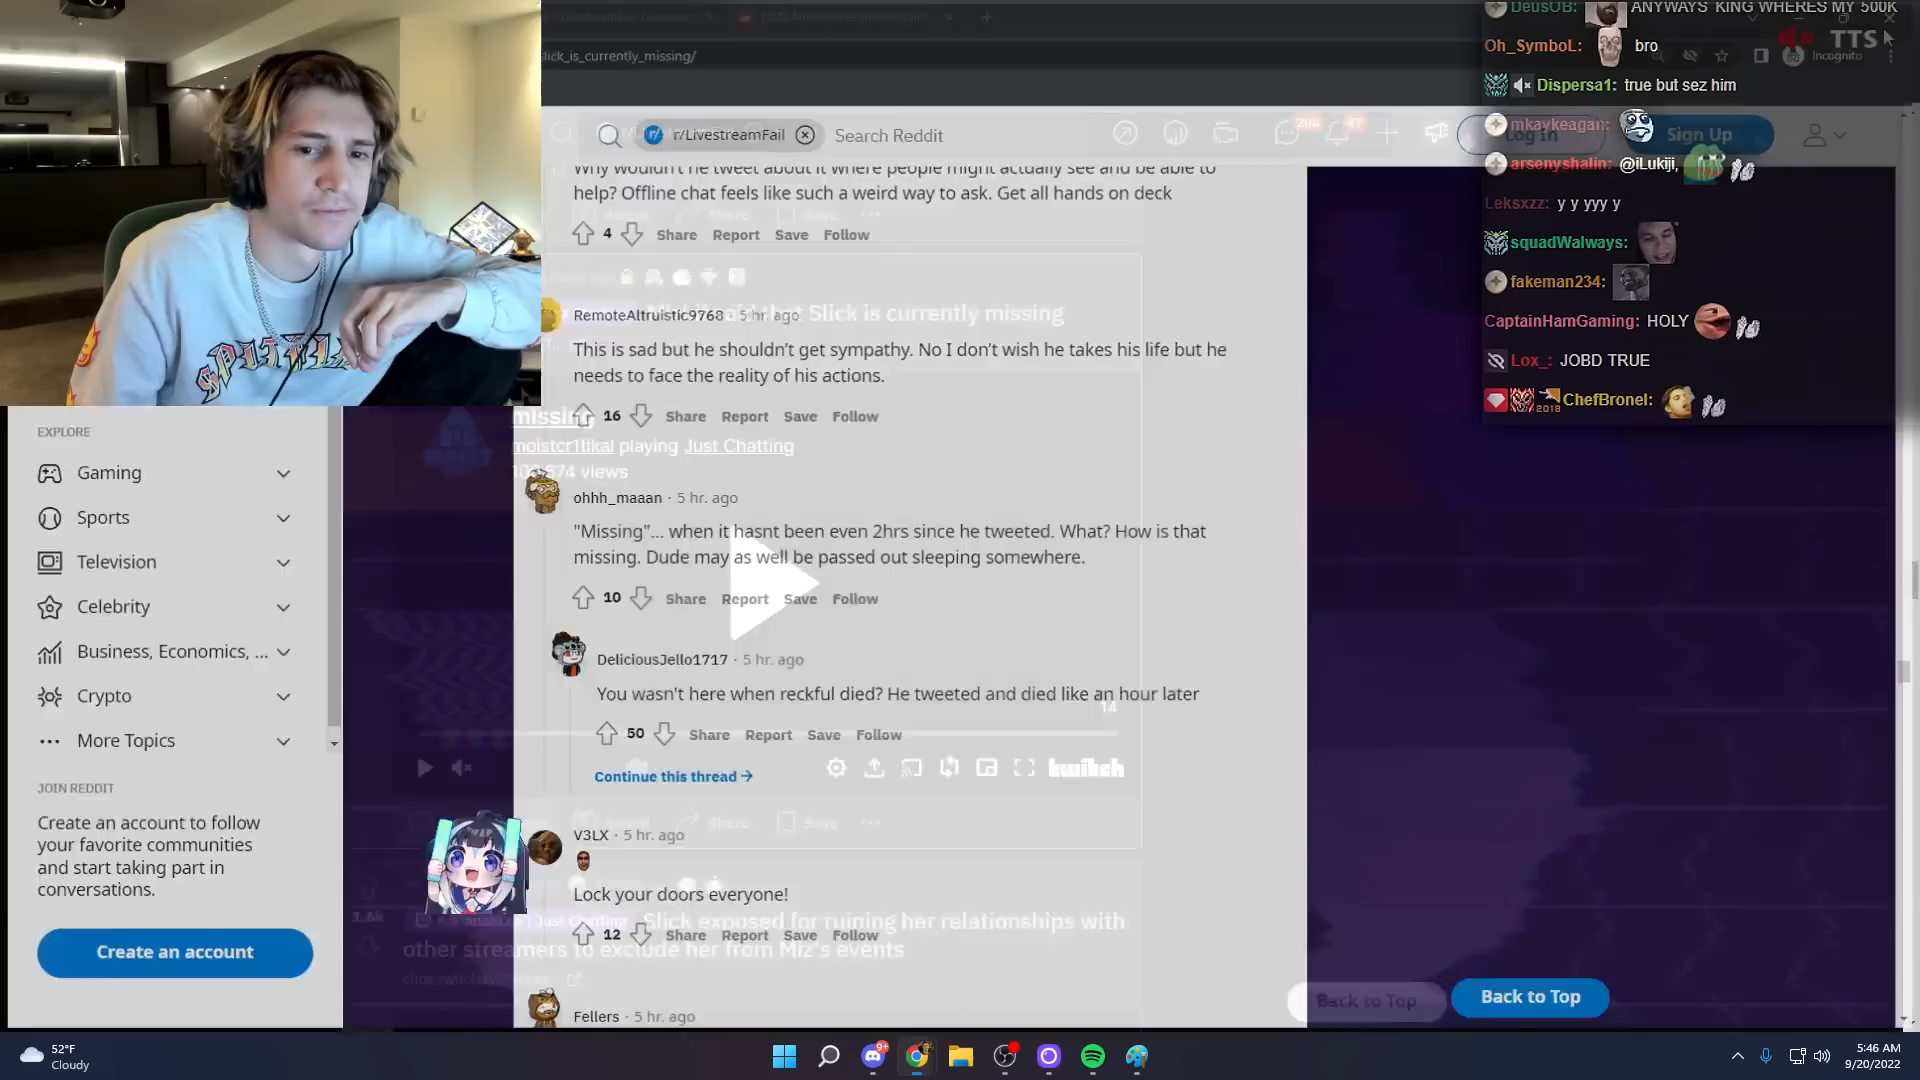 slick_is_currently_missing/
Incognito
TTS
r/LivestreamFail
Search Reddit
Log In
Sign Up
Why wouldn't he tweet about it where people might actually see and be able to
help? Offline chat feels like such a weird way to ask. Get all hands on deck
4 Share Report Save Follow
that Slick is currently missing
RemoteAltruistic9768 · 5 hr. ago
This is sad but he shouldn't get sympathy. No I don't wish he takes his life but he
needs to face the reality of his actions.
16 Share Report Save Follow
missing
moistcr1tikal playing Just Chatting
674 views
ohhh_maaan · 5 hr. ago
"Missing"... when it hasnt been even 2hrs since he tweeted. What? How is that
missing. Dude may as well be passed out sleeping somewhere.
10 Share Report Save Follow
DeliciousJello1717 · 5 hr. ago
You wasn't here when reckful died? He tweeted and died like an hour later
14
50 Share Report Save Follow
Continue this thread →
twitch
V3LX · 5 hr. ago
Lock your doors everyone!
12 Share Report Save Follow
Just Chatting
Slick exposed for ruining her relationships with
other streamers to exclude her from Miz's events
Fellers · 5 hr. ago
EXPLORE
Gaming
Sports
Television
Celebrity
Business, Economics, ...
Crypto
More Topics
JOIN REDDIT
Create an account to follow
your favorite communities
and start taking part in
conversations.
Create an account
DeusOB: ANYWAYS KING WHERES MY 500K
Oh_SymboL: bro
Dispersa1: true but sez him
mkaykeagan:
arsenyshalin: @iLukiji,
Leksxzz: y y yyy y
squadWalways:
fakeman234:
CaptainHamGaming: HOLY
Lox_: JOBD TRUE
2018 ChefBronel:
Back to Top
Back to Top
52°F
Cloudy
9+
5:46 AM
9/20/2022